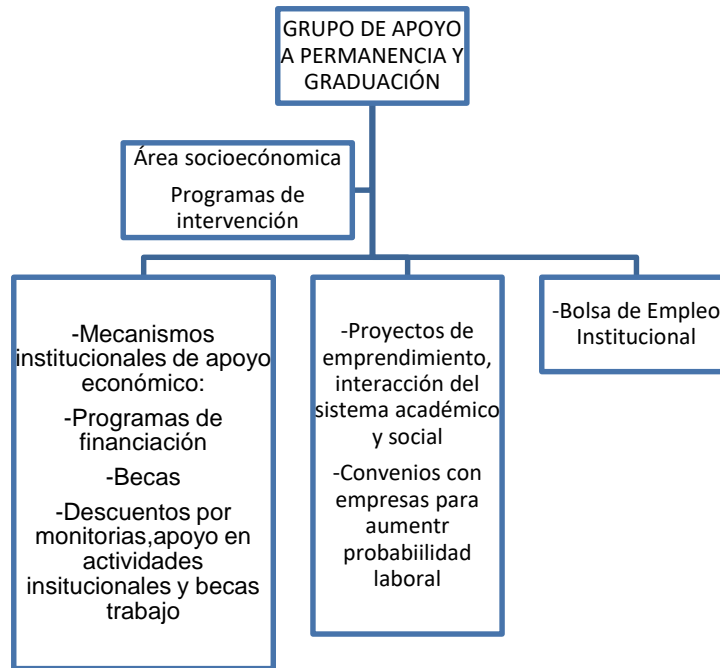 GRUPO DE APOYO
A PERMANENCIA Y
GRADUACIÓN
Área socioecónomica
Programas de
intervención
-Mecanismos
institucionales de apoyo
económico:
-Programas de
financiación
-Becas
-Descuentos por
monitorias,apoyo en
actividades
insitucionales y becas
trabajo
-Proyectos de
emprendimiento,
interacción del
sistema académico
y social
-Convenios con
empresas para
aumentr
probabiilidad
laboral
-Bolsa de Empleo
Institucional